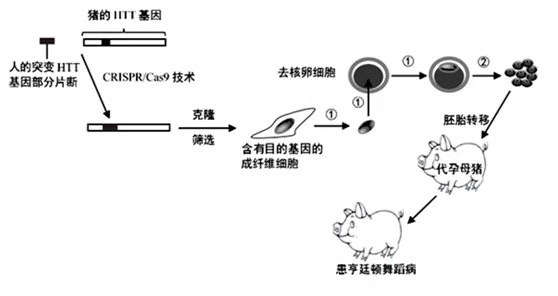 猪的 HTT 基因
人的突变 HTT
基因部分片断
CRISPR/Cas9 技术
克隆
筛选
含有目的基因的
成纤维细胞
①
①
去核卵细胞
①
②
胚胎转移
代孕母猪
患亨廷顿舞蹈病